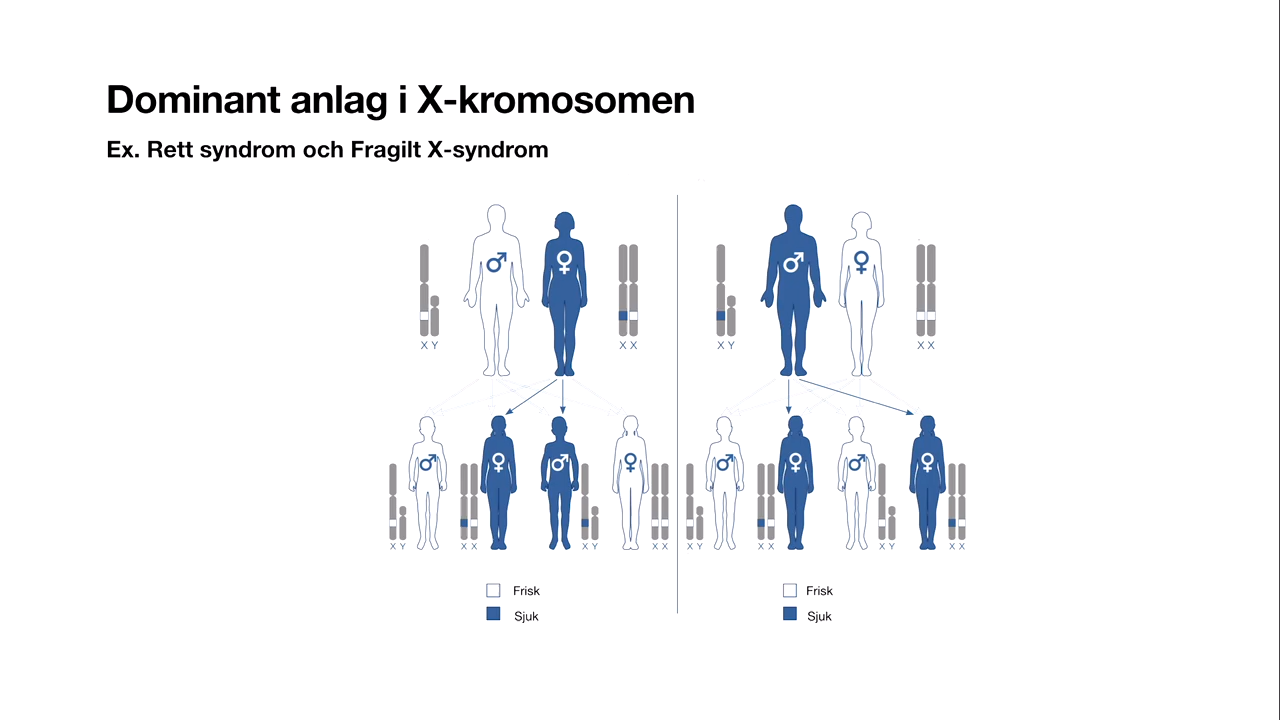 Dominant anlag i X-kromosomen
Ex. Rett syndrom och Fragilt X-syndrom
X Y
X X
X Y
X X
X Y
X X
X Y
X X
X Y
X X
X Y
X X
Frisk
Sjuk
Frisk
Sjuk